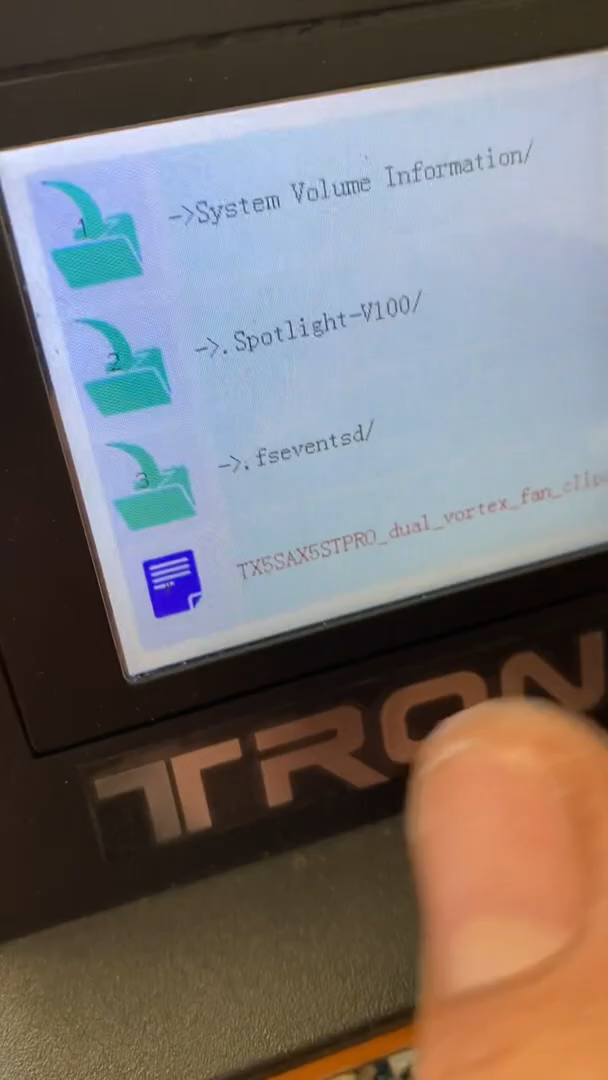 1
->System Volume Information/
2
->.Spotlight-V100/
3
->.fseventsd/
TX5SAX5STPRO_dual_vortex_fan_clip
TRON